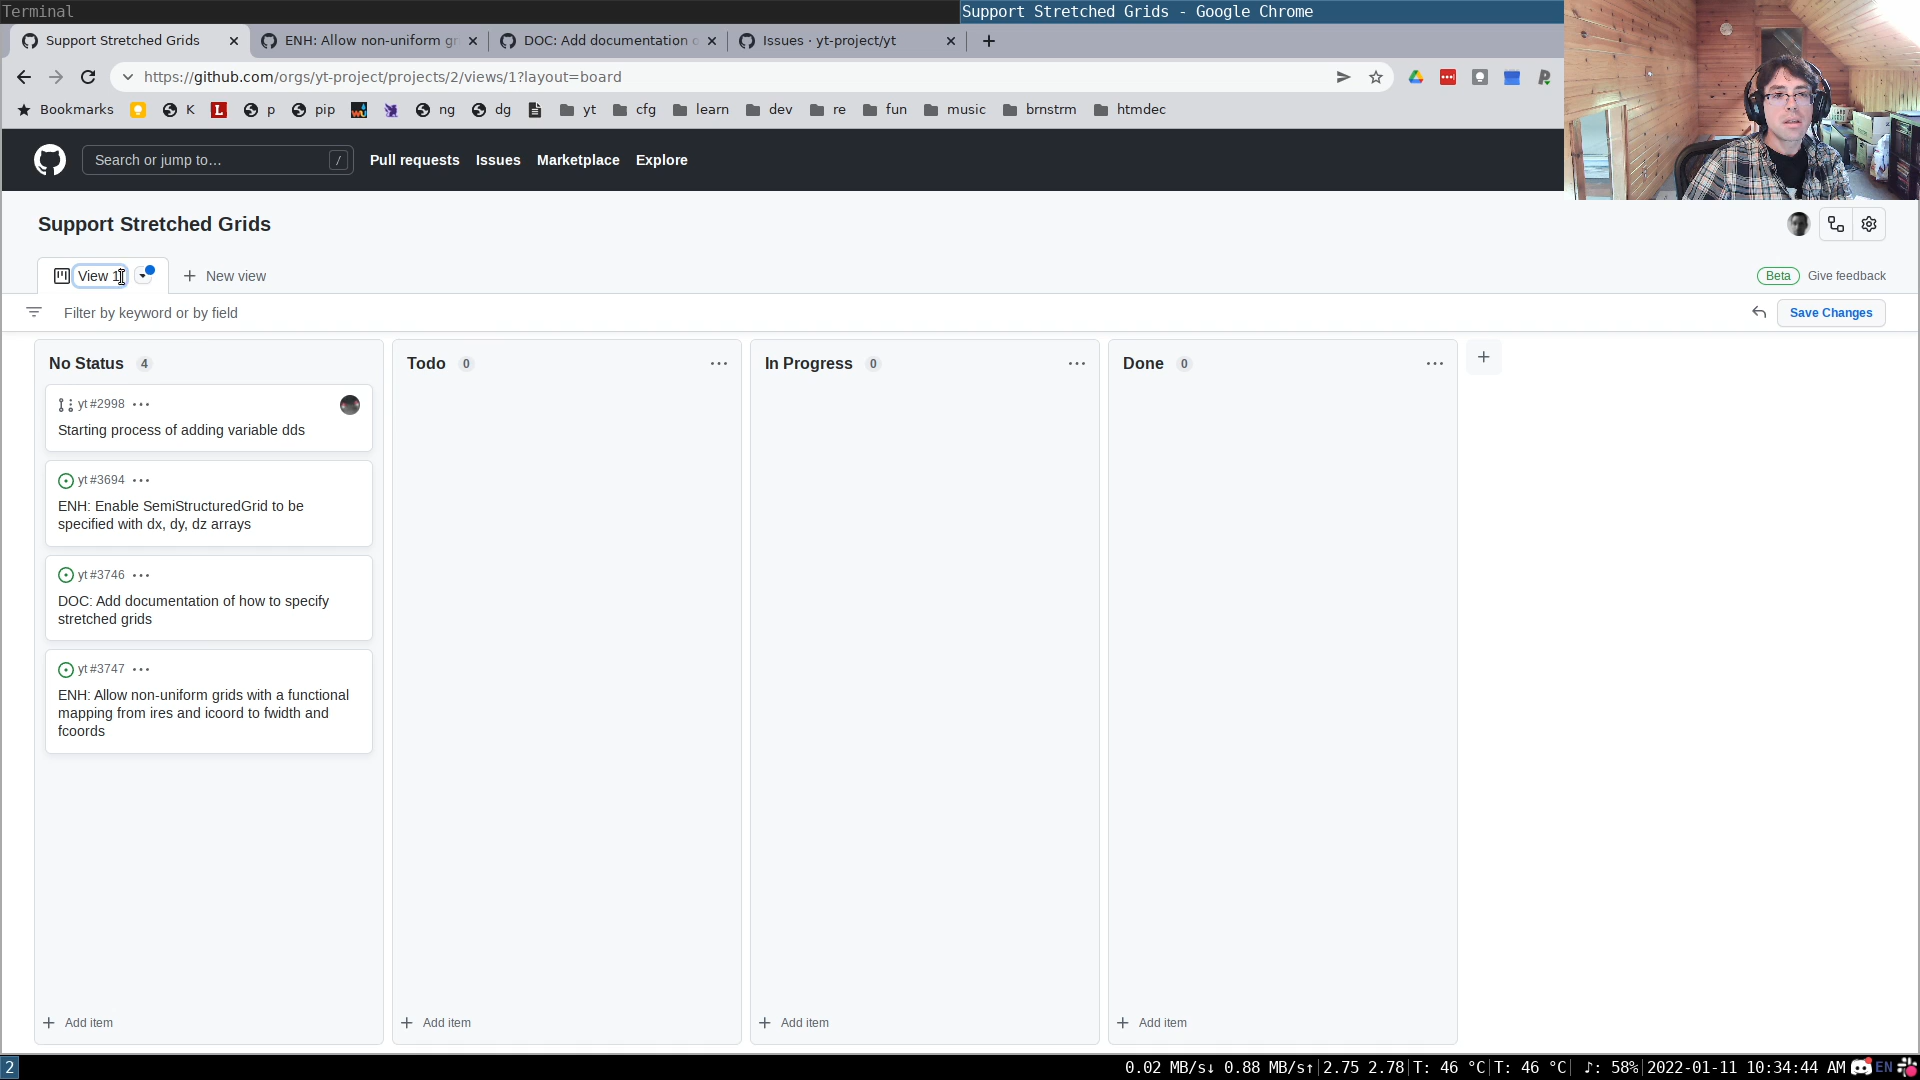 Terminal
Support Stretched Grids - Google Chrome
Support Stretched Grids
ENH: Allow non-uniform gr
DOC: Add documentation o
Issues · yt-project/yt
https://github.com/orgs/yt-project/projects/2/views/1?layout=board
Bookmarks K L p pip ng dg yt cfg learn dev re fun music brnstrm htmdec
Search or jump to… /
Pull requests Issues Marketplace Explore
Support Stretched Grids
View 1
New view
Beta Give feedback
Filter by keyword or by field
Save Changes
No Status 4
Todo 0
In Progress 0
Done 0
yt #2998
Starting process of adding variable dds
yt #3694
ENH: Enable SemiStructuredGrid to be
specified with dx, dy, dz arrays
yt #3746
DOC: Add documentation of how to specify
stretched grids
yt #3747
ENH: Allow non-uniform grids with a functional
mapping from ires and icoord to fwidth and
fcoords
Add item
Add item
Add item
Add item
2
0.02 MB/s↓ 0.88 MB/s↑|2.75 2.78|T: 46 °C|T: 46 °C| ♪: 58%|2022-01-11 10:34:44 AM EN